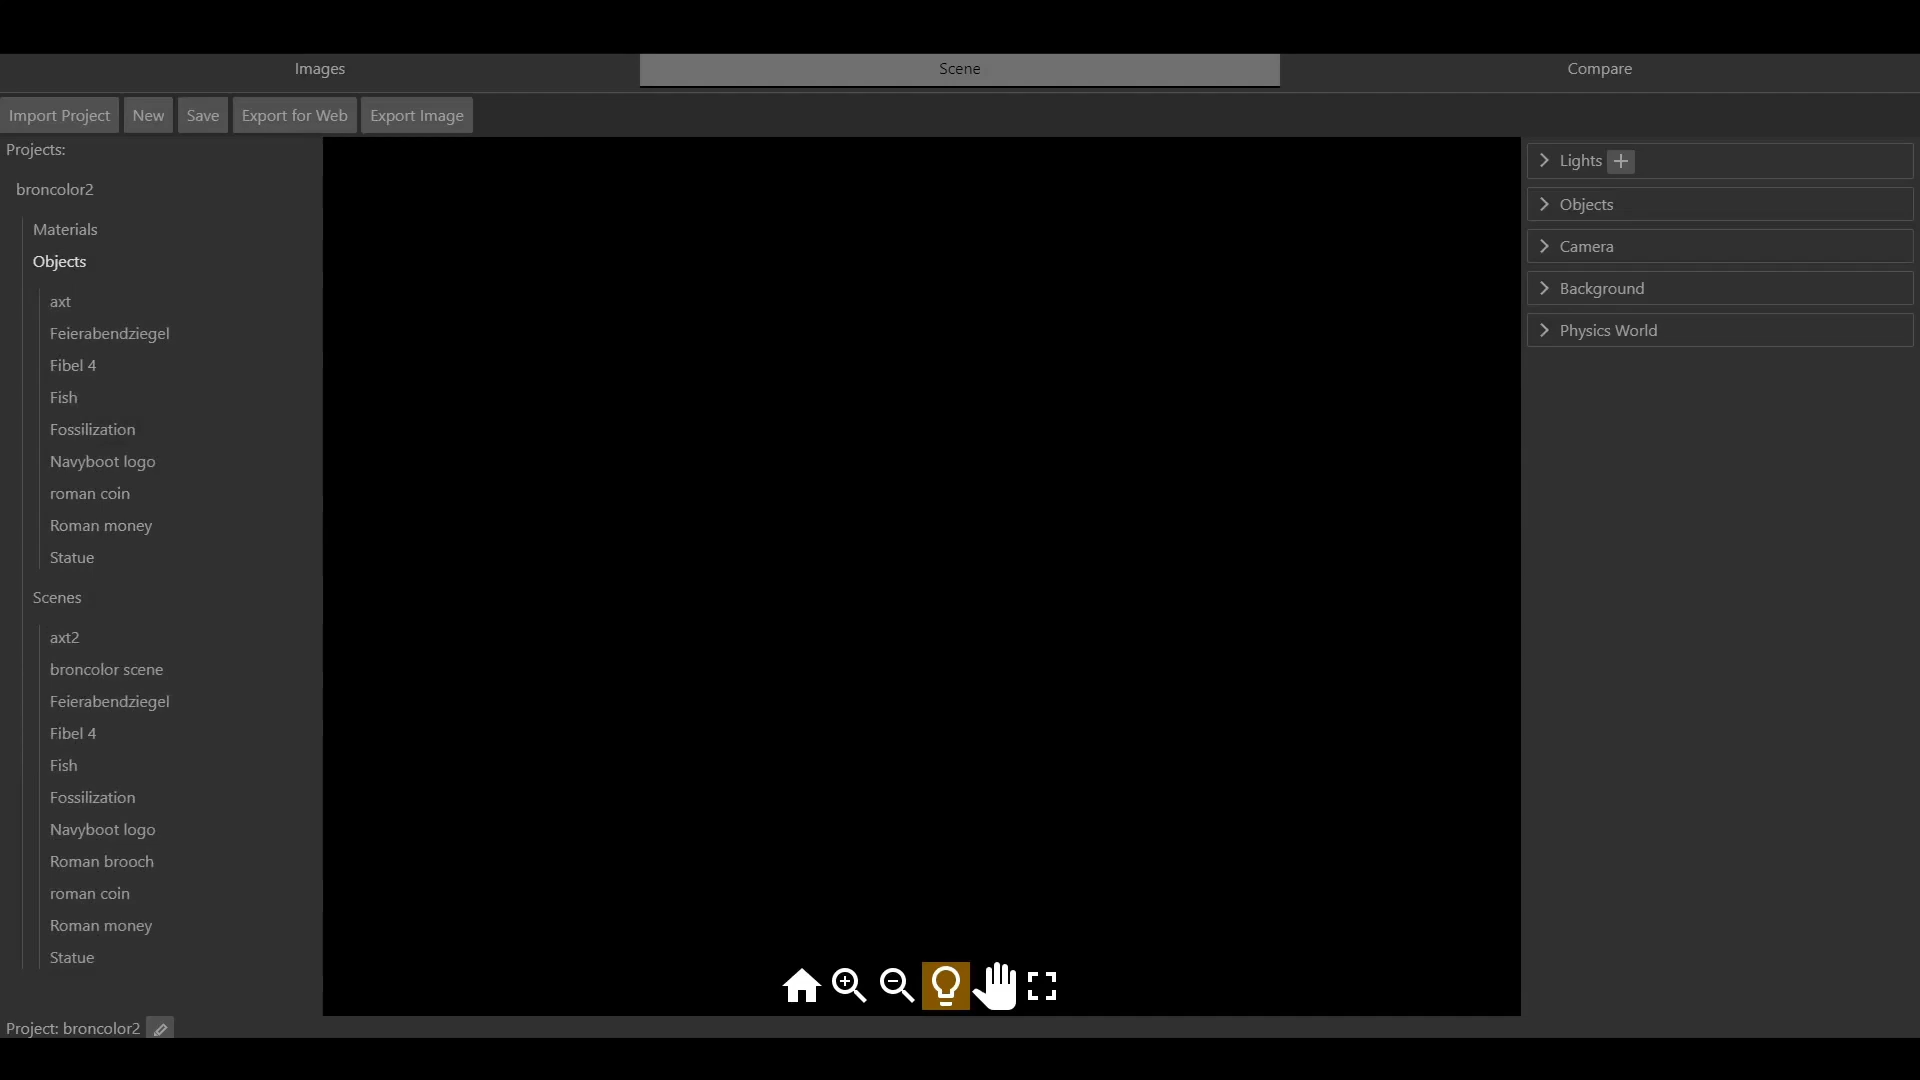 Images
Scene
Compare
Import Project
New
Save
Export for Web
Export Image
Projects:
broncolor2
Materials
Objects
axt
Feierabendziegel
Fibel 4
Fish
Fossilization
Navyboot logo
roman coin
Roman money
Statue
Scenes
axt2
broncolor scene
Feierabendziegel
Fibel 4
Fish
Fossilization
Navyboot logo
Roman brooch
roman coin
Roman money
Statue
Project: broncolor2
Lights
Objects
Camera
Background
Physics World